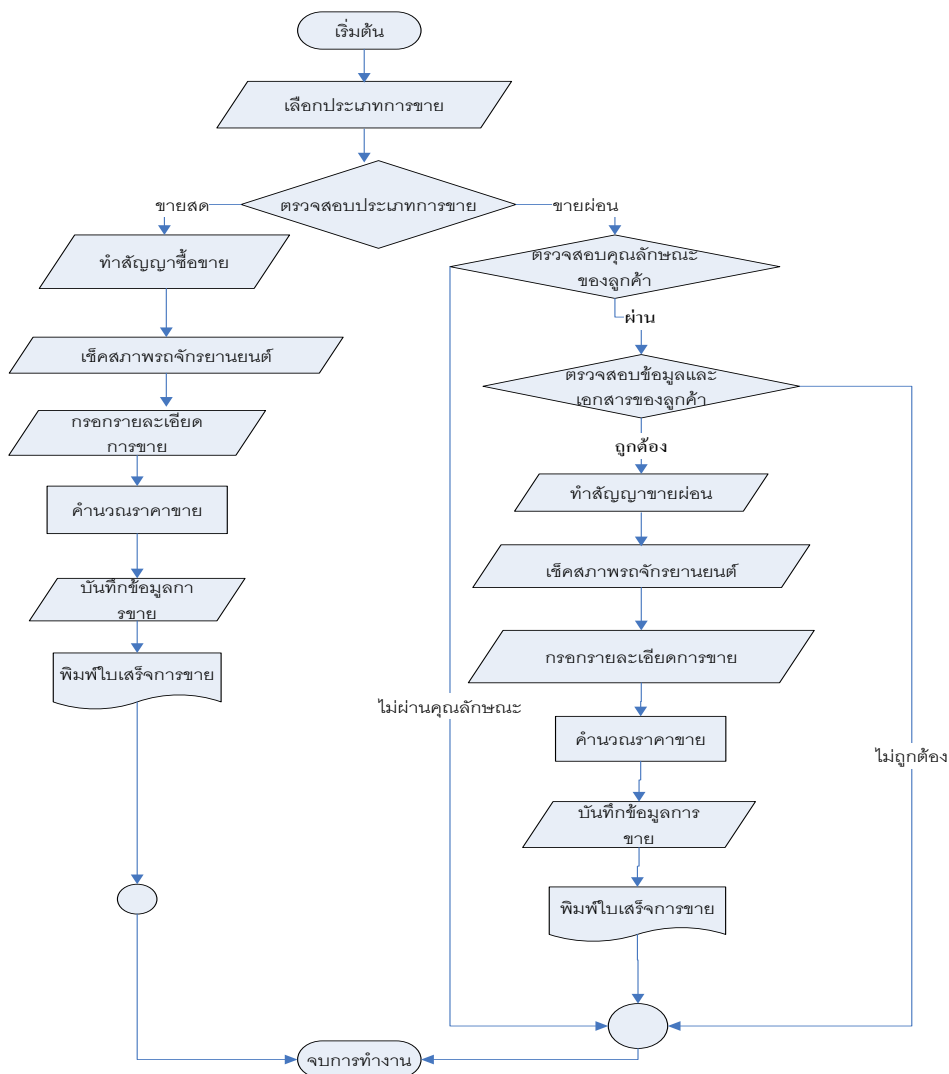 เริ่มต้น
เลือกประเภทการขาย
ตรวจสอบประเภทการขาย
ขายสด
ขายผ่อน
ทำสัญญาซื้อขาย
เช็คสภาพรถจักรยานยนต์
กรอกรายละเอียด
การขาย
คำนวณราคาขาย
บันทึกข้อมูลกา
รขาย
พิมพ์ใบเสร็จการขาย
ตรวจสอบคุณลักษณะ
ของลูกค้า
ผ่าน
ตรวจสอบข้อมูลและ
เอกสารของลูกค้า
ถูกต้อง
ทำสัญญาขายผ่อน
เช็คสภาพรถจักรยานยนต์
กรอกรายละเอียดการขาย
ไม่ผ่านคุณลักษณะ
คำนวณราคาขาย
ไม่ถูกต้อง
บันทึกข้อมูลการ
ขาย
พิมพ์ใบเสร็จการขาย
จบการทำงาน